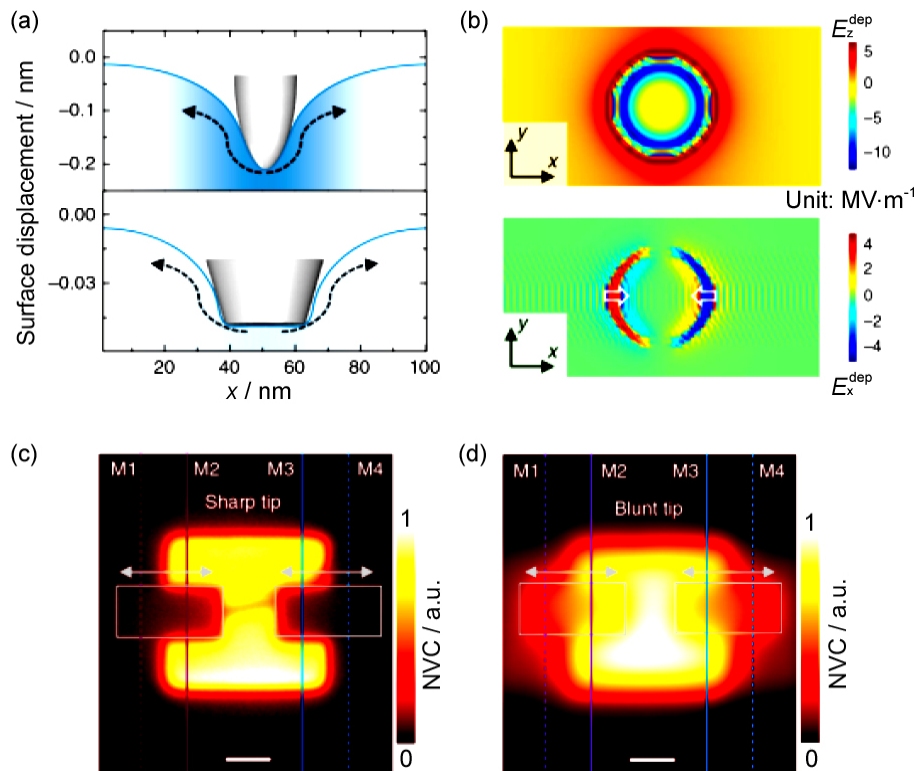 (a)
Surface displacement / nm
0.0
−0.1
−0.2
0.00
−0.03
0 20 40 60 80 100
x / nm
(b)
E_z^dep
5
0
−5
−10
y
x
Unit: MV·m⁻¹
4
2
0
−2
−4
y
x
E_x^dep
(c)
M1 M2 M3 M4
Sharp tip
1
NVC / a.u.
0
(d)
M1 M2 M3 M4
Blunt tip
1
NVC / a.u.
0